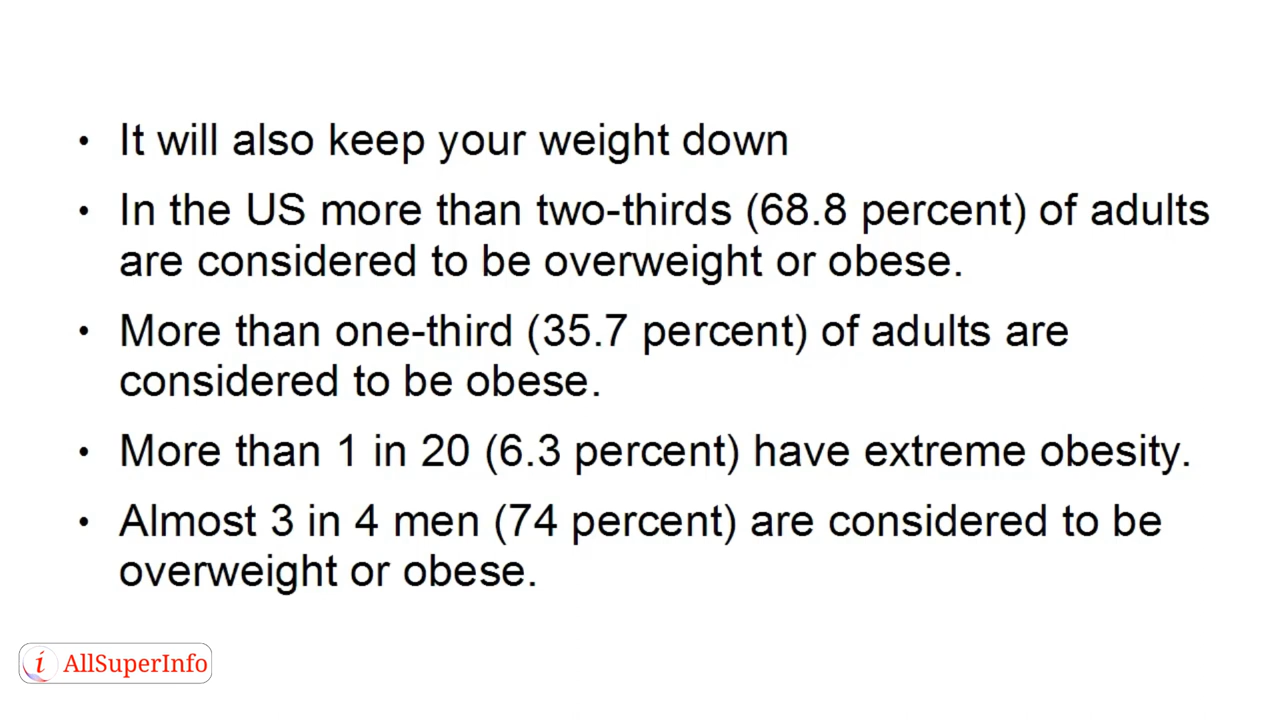 • It will also keep your weight down
• In the US more than two-thirds (68.8 percent) of adults
are considered to be overweight or obese.
• More than one-third (35.7 percent) of adults are
considered to be obese.
• More than 1 in 20 (6.3 percent) have extreme obesity.
• Almost 3 in 4 men (74 percent) are considered to be
overweight or obese.
i AllSuperInfo